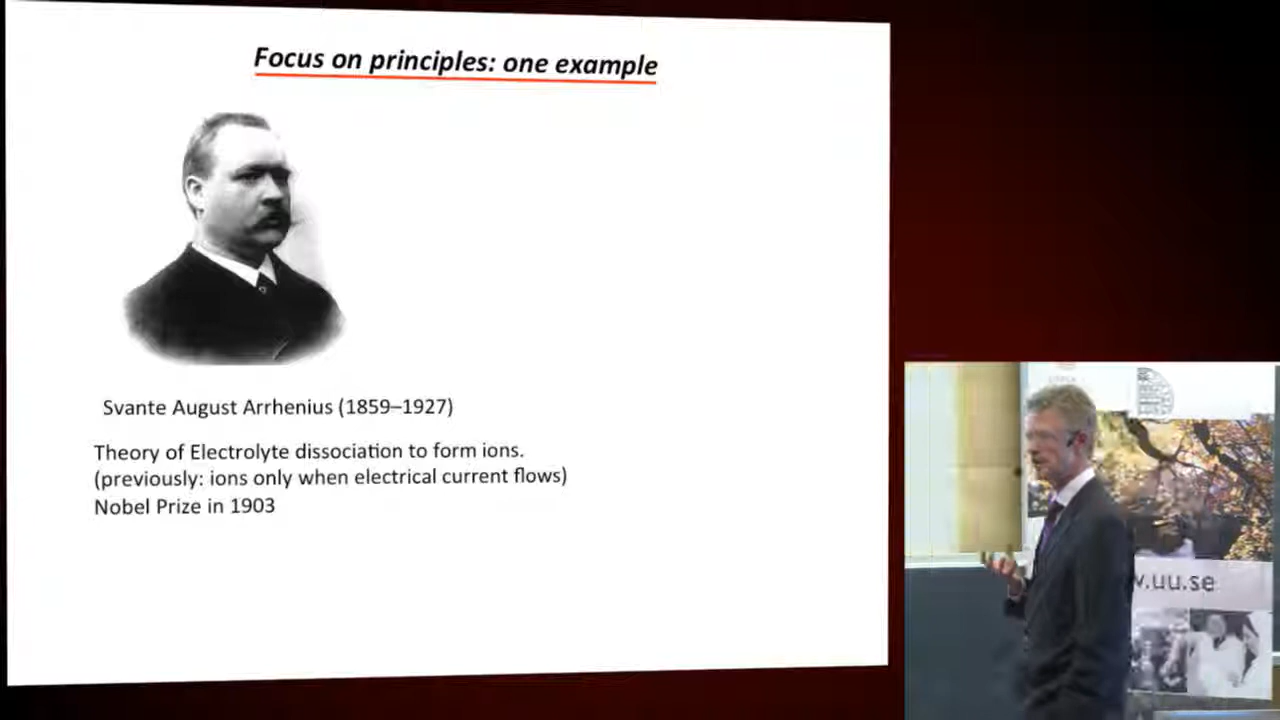 Focus on principles: one example
Svante August Arrhenius (1859–1927)
Theory of Electrolyte dissociation to form ions.
(previously: ions only when electrical current flows)
Nobel Prize in 1903
.uu.se